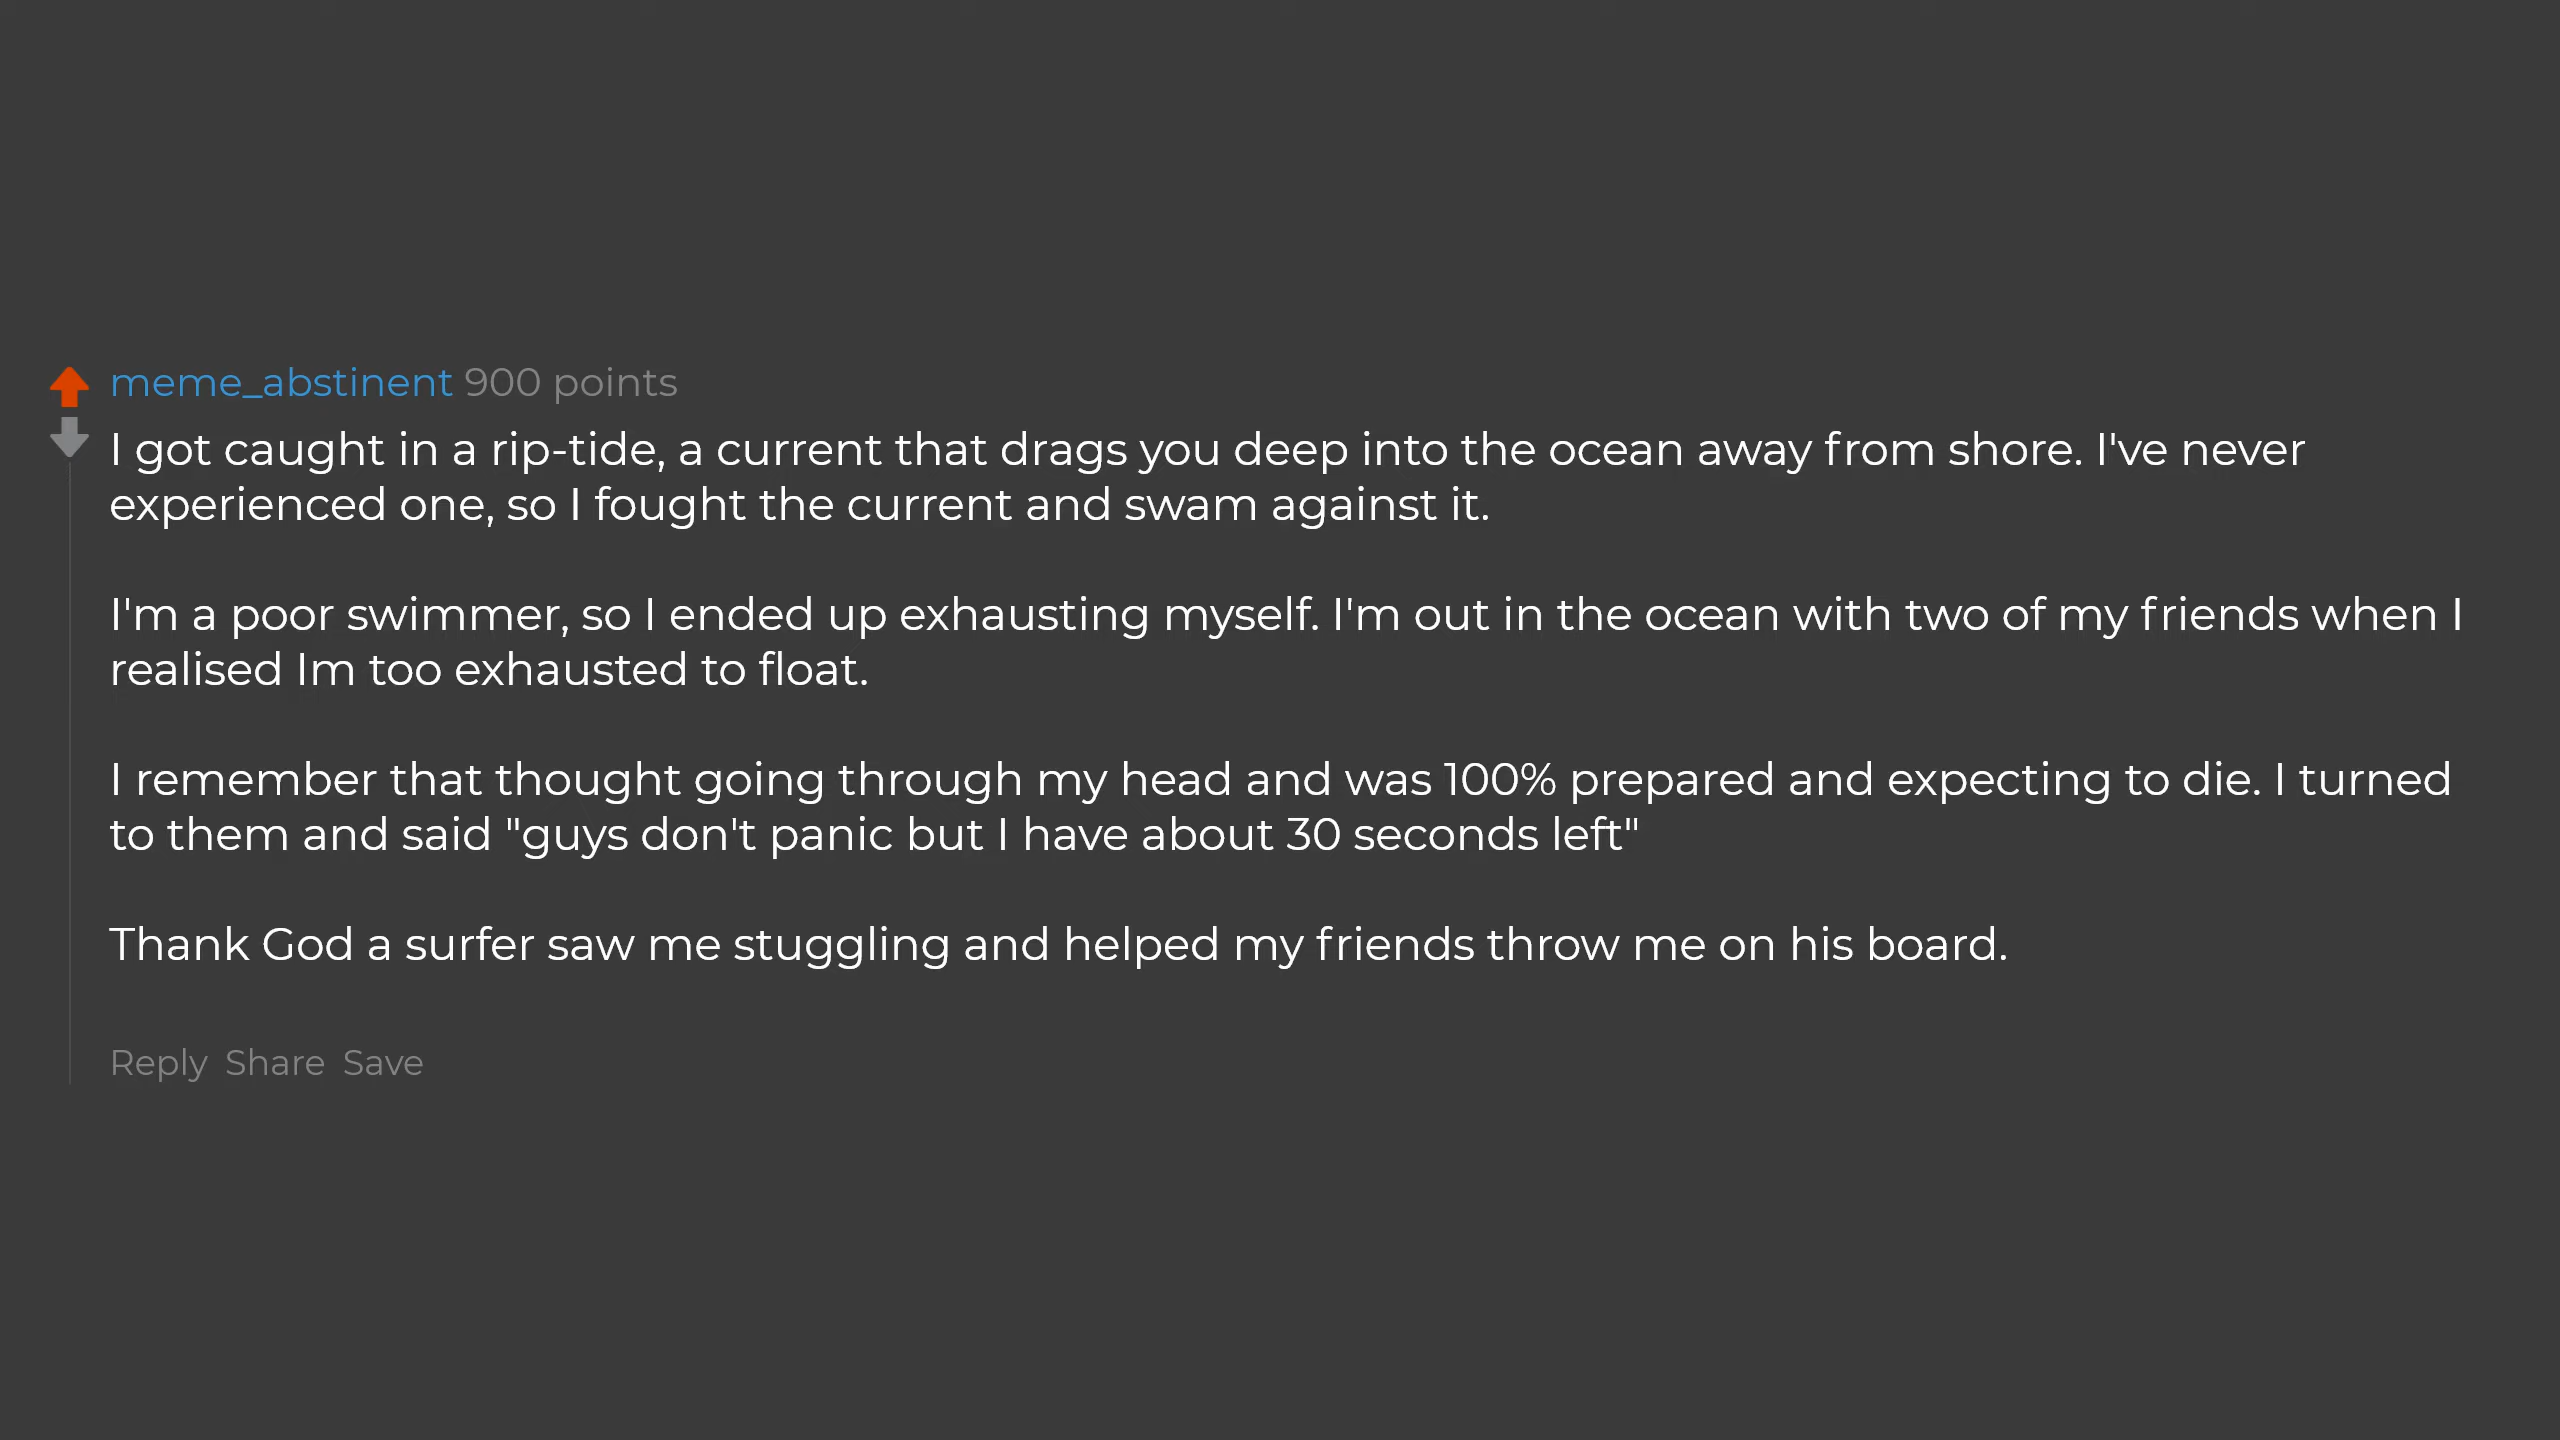 meme_abstinent 900 points
I got caught in a rip-tide, a current that drags you deep into the ocean away from shore. I've never
experienced one, so I fought the current and swam against it.
I'm a poor swimmer, so I ended up exhausting myself. I'm out in the ocean with two of my friends when I
realised Im too exhausted to float.
I remember that thought going through my head and was 100% prepared and expecting to die. I turned
to them and said "guys don't panic but I have about 30 seconds left"
Thank God a surfer saw me stuggling and helped my friends throw me on his board.
Reply Share Save